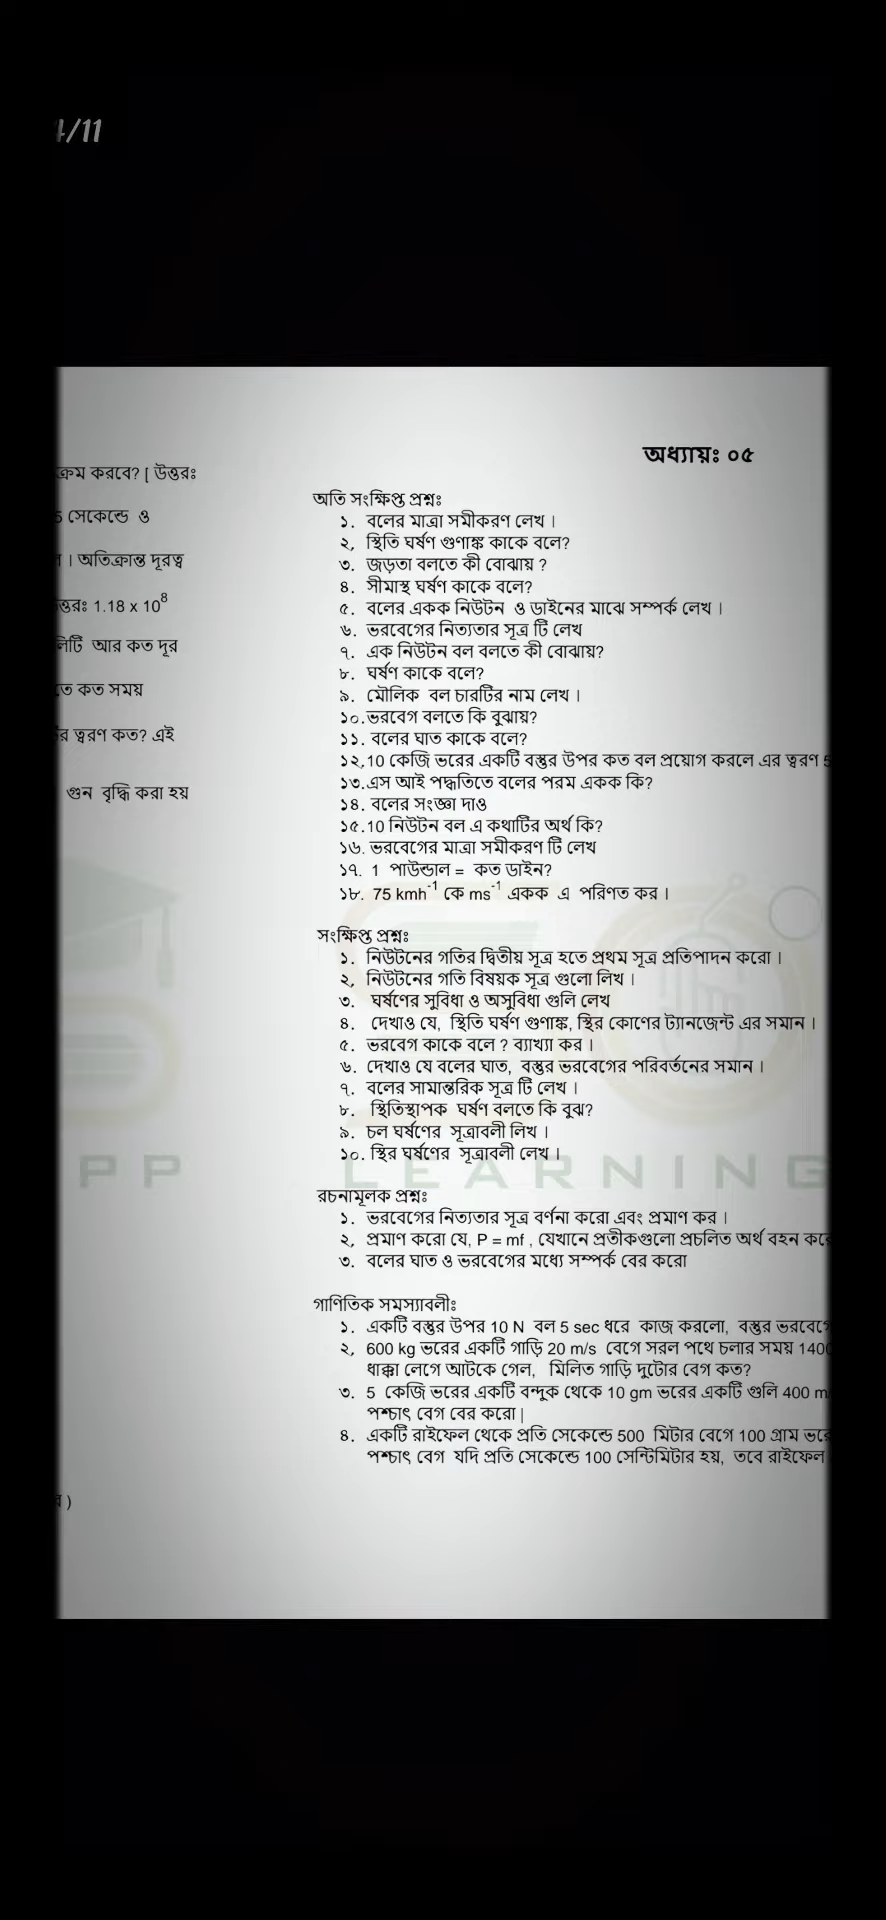 4/11
অধ্যায়ঃ ০৫
করবে? [ উত্তরঃ
সেকেন্ডে ও
। অতিক্রান্ত দূরত্ব
1.18 x 10⁸
আর কত দূর
কত সময়
ত্বরণ কত? এই
গুন বৃদ্ধি করা হয়
)
অতি সংক্ষিপ্ত প্রশ্নঃ
১. বলের মাত্রা সমীকরণ লেখ।
২, স্থিতি ঘর্ষণ গুণাঙ্ক কাকে বলে?
৩. জড়তা বলতে কী বোঝায় ?
৪. সীমাস্থ ঘর্ষণ কাকে বলে?
৫. বলের একক নিউটন ও ডাইনের মাঝে সম্পর্ক লেখ।
৬. ভরবেগের নিত্যতার সূত্র টি লেখ
৭. এক নিউটন বল বলতে কী বোঝায়?
৮. ঘর্ষণ কাকে বলে?
৯. মৌলিক বল চারটির নাম লেখ।
১০.ভরবেগ বলতে কি বুঝায়?
১১. বলের ঘাত কাকে বলে?
১২,10 কেজি ভরের একটি বস্তুর উপর কত বল প্রয়োগ করলে এর ত্বরণ 5
১৩.এস আই পদ্ধতিতে বলের পরম একক কি?
১৪. বলের সংজ্ঞা দাও
১৫.10 নিউটন বল এ কথাটির অর্থ কি?
১৬. ভরবেগের মাত্রা সমীকরণ টি লেখ
১৭. 1 পাউন্ডাল = কত ডাইন?
১৮. 75 kmh⁻¹ কে ms⁻¹ একক এ পরিণত কর।
সংক্ষিপ্ত প্রশ্নঃ
১. নিউটনের গতির দ্বিতীয় সূত্র হতে প্রথম সূত্র প্রতিপাদন করো।
২, নিউটনের গতি বিষয়ক সূত্র গুলো লিখ।
৩. ঘর্ষণের সুবিধা ও অসুবিধা গুলি লেখ
৪. দেখাও যে, স্থিতি ঘর্ষণ গুণাঙ্ক, স্থির কোণের ট্যানজেন্ট এর সমান।
৫. ভরবেগ কাকে বলে ? ব্যাখ্যা কর।
৬. দেখাও যে বলের ঘাত, বস্তুর ভরবেগের পরিবর্তনের সমান।
৭. বলের সামান্তরিক সূত্র টি লেখ।
৮. স্থিতিস্থাপক ঘর্ষণ বলতে কি বুঝ?
৯. চল ঘর্ষণের সূত্রাবলী লিখ।
১০. স্থির ঘর্ষণের সূত্রাবলী লেখ।
PP LEARNING
রচনামূলক প্রশ্নঃ
১. ভরবেগের নিত্যতার সূত্র বর্ণনা করো এবং প্রমাণ কর।
২, প্রমাণ করো যে, P = mf , যেখানে প্রতীকগুলো প্রচলিত অর্থ বহন
৩. বলের ঘাত ও ভরবেগের মধ্যে সম্পর্ক বের করো
গাণিতিক সমস্যাবলীঃ
১. একটি বস্তুর উপর 10 N বল 5 sec ধরে কাজ করলো, বস্তুর
২, 600 kg ভরের একটি গাড়ি 20 m/s বেগে সরল পথে চলার সময় 1400
ধাক্কা লেগে আটকে গেল, মিলিত গাড়ি দুটোর বেগ কত?
৩. 5 কেজি ভরের একটি বন্দুক থেকে 10 gm ভরের একটি গুলি 400 m
পশ্চাৎ বেগ বের করো|
৪. একটি রাইফেল থেকে প্রতি সেকেন্ডে 500 মিটার বেগে 100 গ্রাম
পশ্চাৎ বেগ যদি প্রতি সেকেন্ডে 100 সেন্টিমিটার হয়, তবে রাইফেল